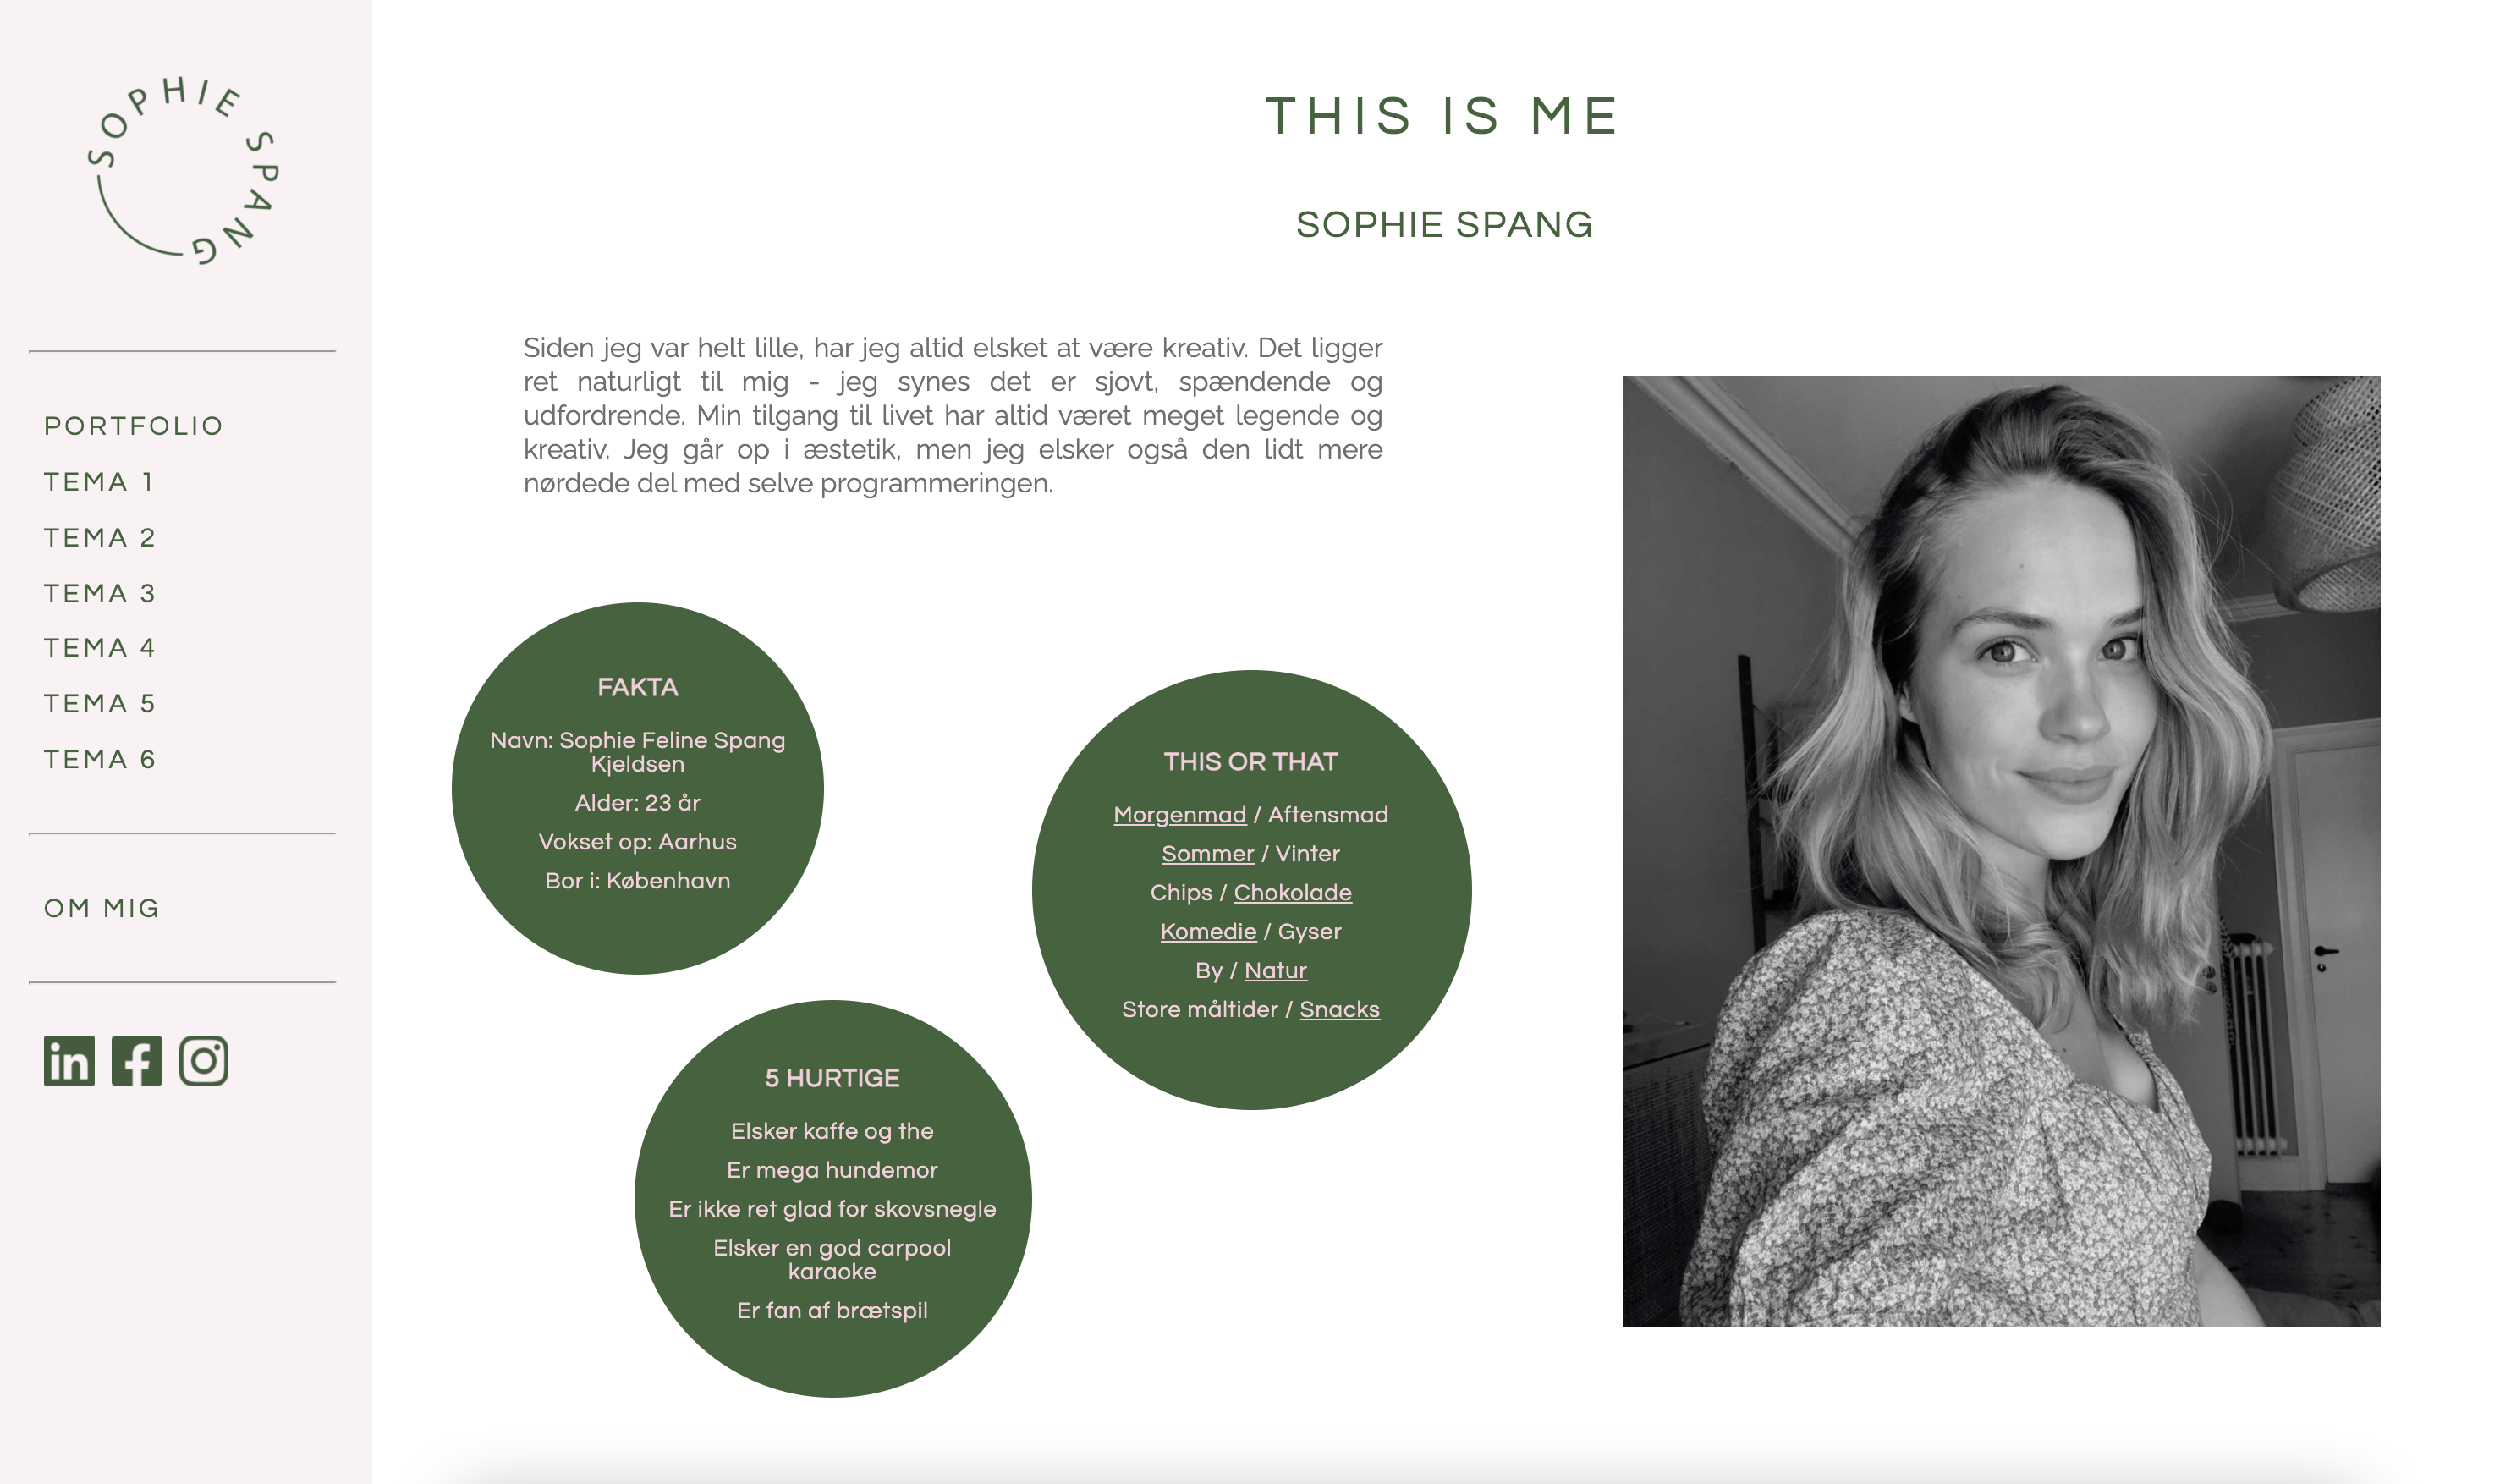 SOPHIE SPANG
PORTFOLIO
TEMA 1
TEMA 2
TEMA 3
TEMA 4
TEMA 5
TEMA 6
OM MIG
in
THIS IS ME
SOPHIE SPANG
Siden jeg var helt lille, har jeg altid elsket at være kreativ. Det ligger
ret naturligt til mig - jeg synes det er sjovt, spændende og
udfordrende. Min tilgang til livet har altid været meget legende og
kreativ. Jeg går op i æstetik, men jeg elsker også den lidt mere
nørdede del med selve programmeringen.
FAKTA
Navn: Sophie Feline Spang
Kjeldsen
Alder: 23 år
Vokset op: Aarhus
Bor i: København
THIS OR THAT
Morgenmad / Aftensmad
Sommer / Vinter
Chips / Chokolade
Komedie / Gyser
By / Natur
Store måltider / Snacks
5 HURTIGE
Elsker kaffe og the
Er mega hundemor
Er ikke ret glad for skovsnegle
Elsker en god carpool
karaoke
Er fan af brætspil